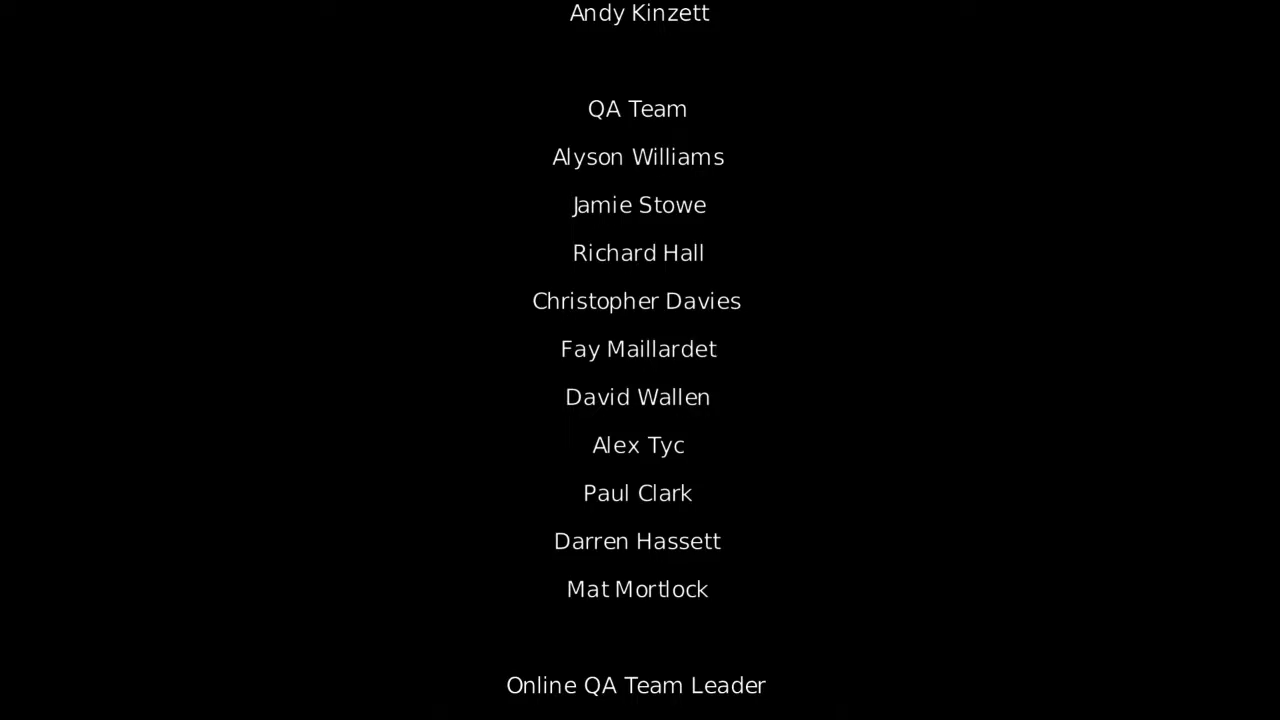 Andy Kinzett
QA Team
Alyson Williams
Jamie Stowe
Richard Hall
Christopher Davies
Fay Maillardet
David Wallen
Alex Tyc
Paul Clark
Darren Hassett
Mat Mortlock
Online QA Team Leader